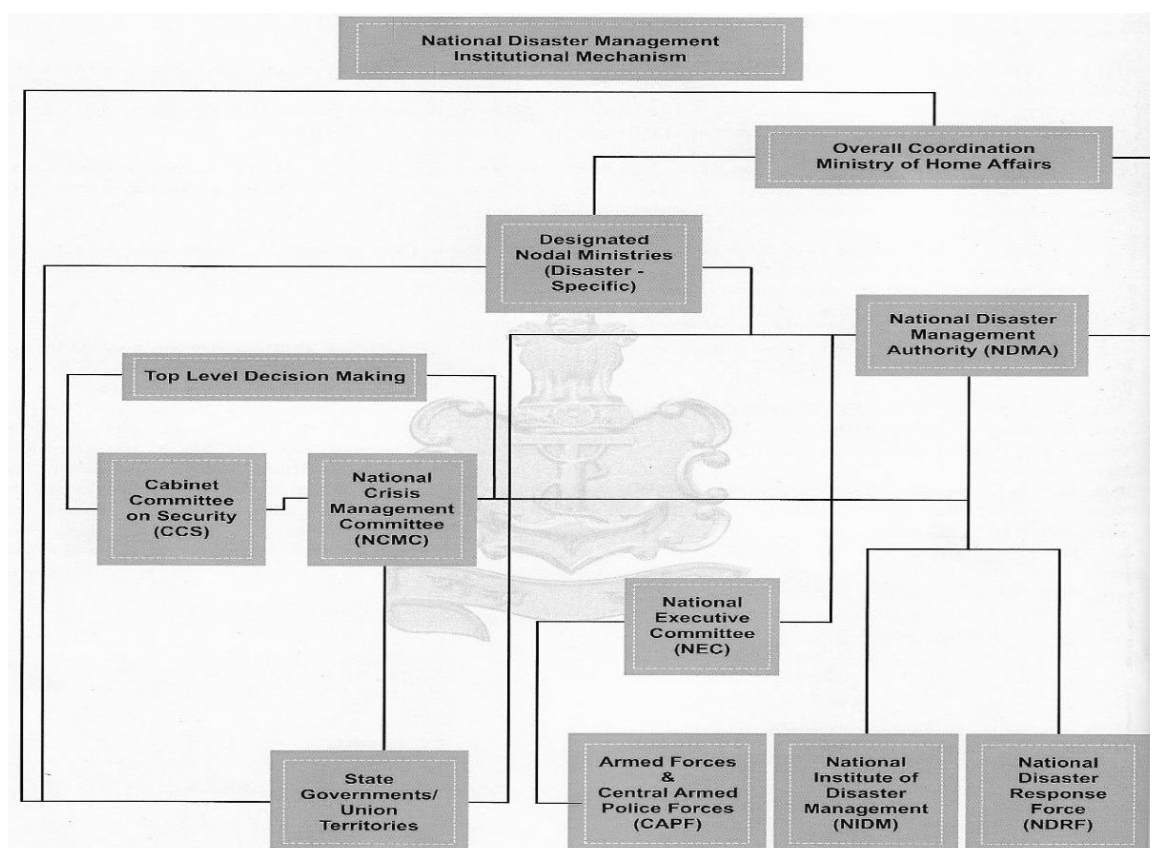 National Disaster Management
Institutional Mechanism
Overall Coordination
Ministry of Home Affairs
Designated
Nodal Ministries
(Disaster -
Specific)
National Disaster
Management
Authority (NDMA)
Top Level Decision Making
Cabinet
Committee
on Security
(CCS)
National
Crisis
Management
Committee
(NCMC)
National
Executive
Committee
(NEC)
State
Governments/
Union
Territories
Armed Forces
&
Central Armed
Police Forces
(CAPF)
National
Institute of
Disaster
Management
(NIDM)
National
Disaster
Response
Force
(NDRF)